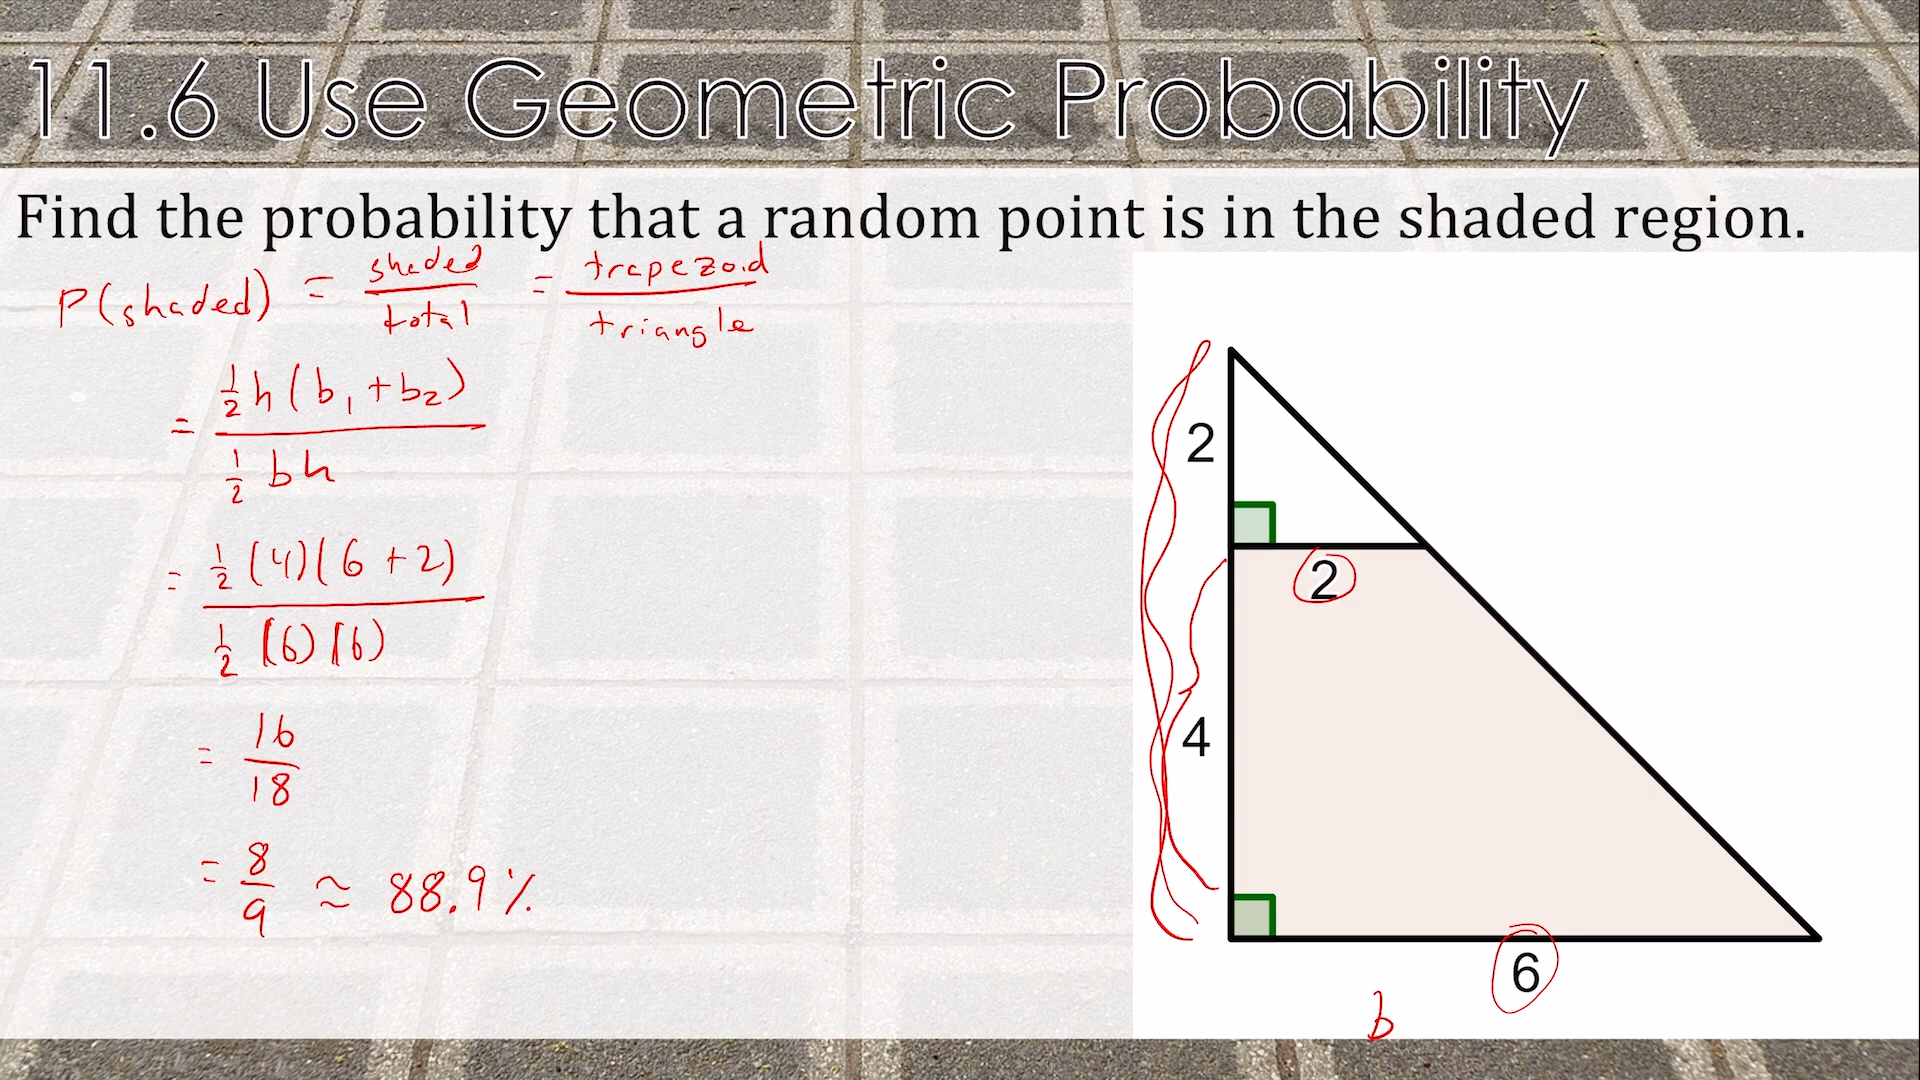 11.6 Use Geometric Probability
Find the probability that a random point is in the shaded region.
P(shaded) = shaded/total = trapezoid/triangle
= ½h(b₁+b₂)/½bh
= ½(4)(6+2)/½(6)(6)
= 16/18
= 8/9 ≈ 88.9%
2
2
4
6
b